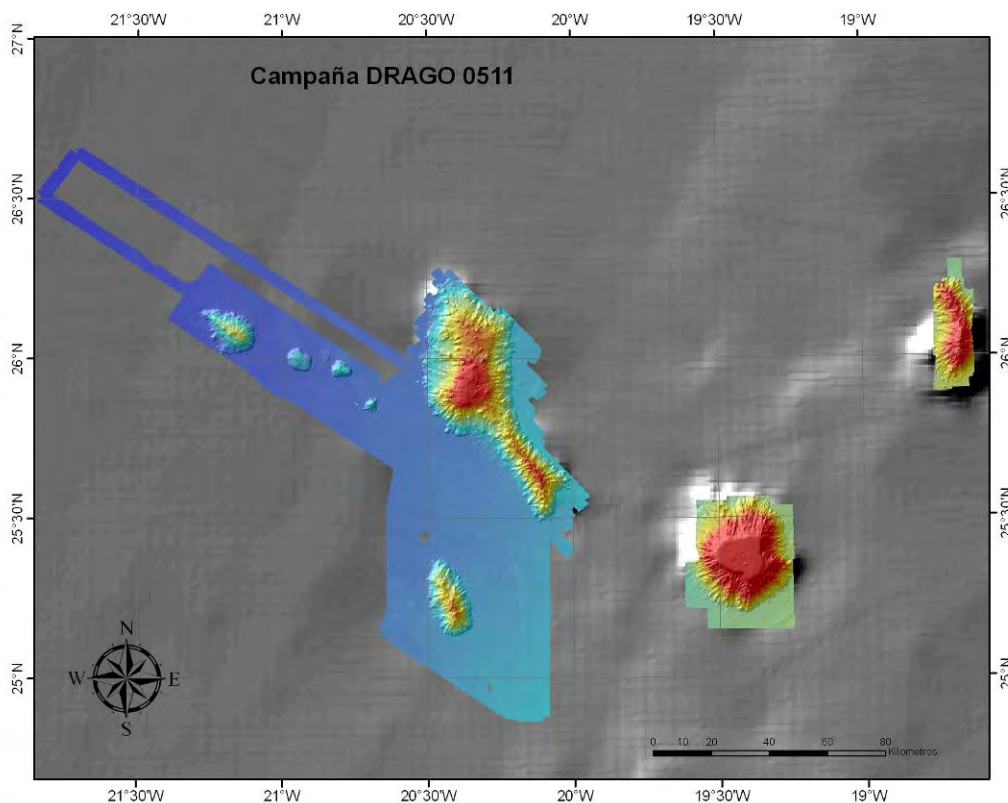 21°30'W 21°W 20°30'W 20°W 19°30'W 19°W
27°N
Campaña DRAGO 0511
26°30'N 26°30'N
26°N 26°N
25°30'N 25°30'N
25°N 25°N
N
W E
S
0 10 20 40 60 80
Kilometros
21°30'W 21°W 20°30'W 20°W 19°30'W 19°W